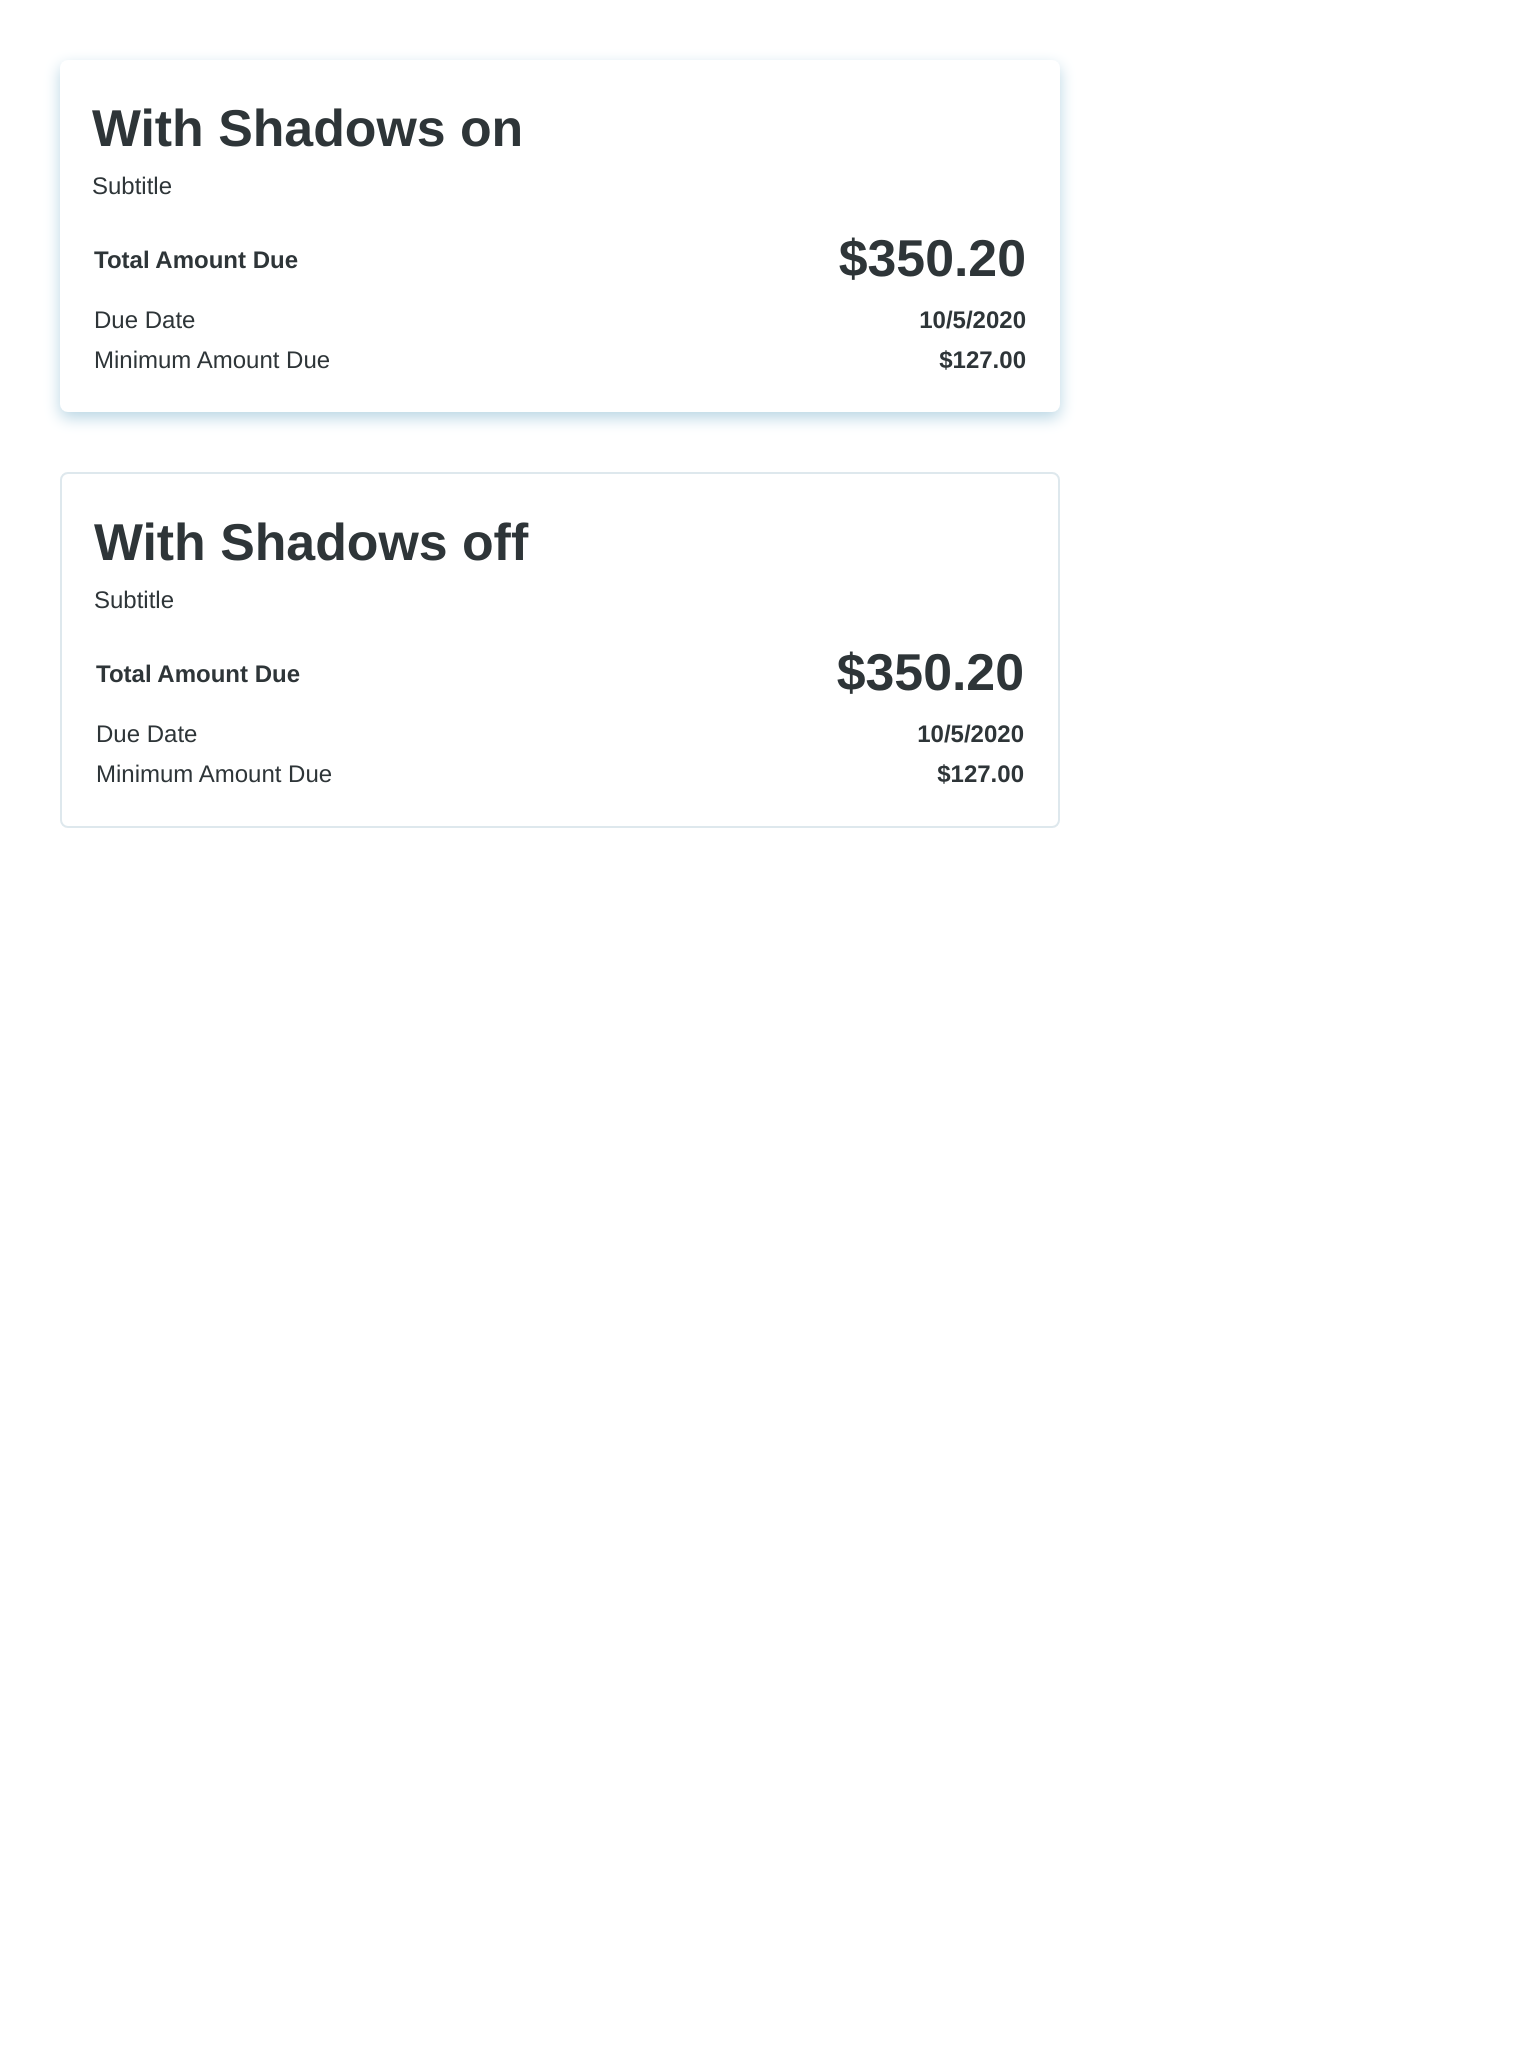 With Shadows on
Subtitle
Total Amount Due $350.20
Due Date 10/5/2020
Minimum Amount Due $127.00
With Shadows off
Subtitle
Total Amount Due $350.20
Due Date 10/5/2020
Minimum Amount Due $127.00